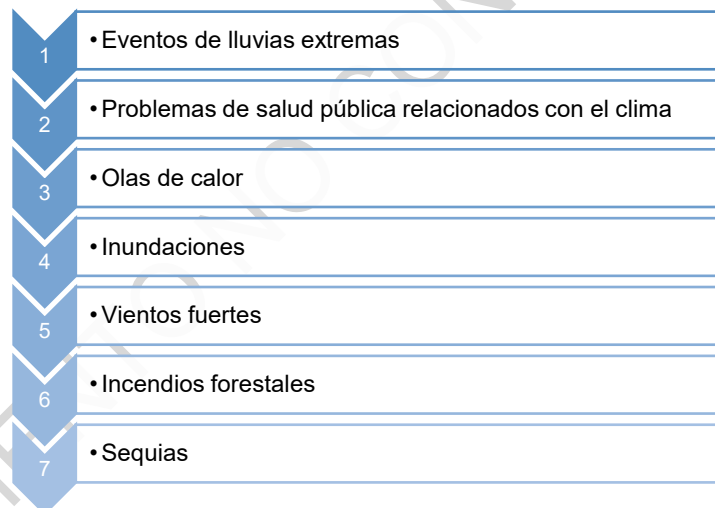 1 • Eventos de lluvias extremas
2 • Problemas de salud pública relacionados con el clima
3 • Olas de calor
4 • Inundaciones
5 • Vientos fuertes
6 • Incendios forestales
7 • Sequias